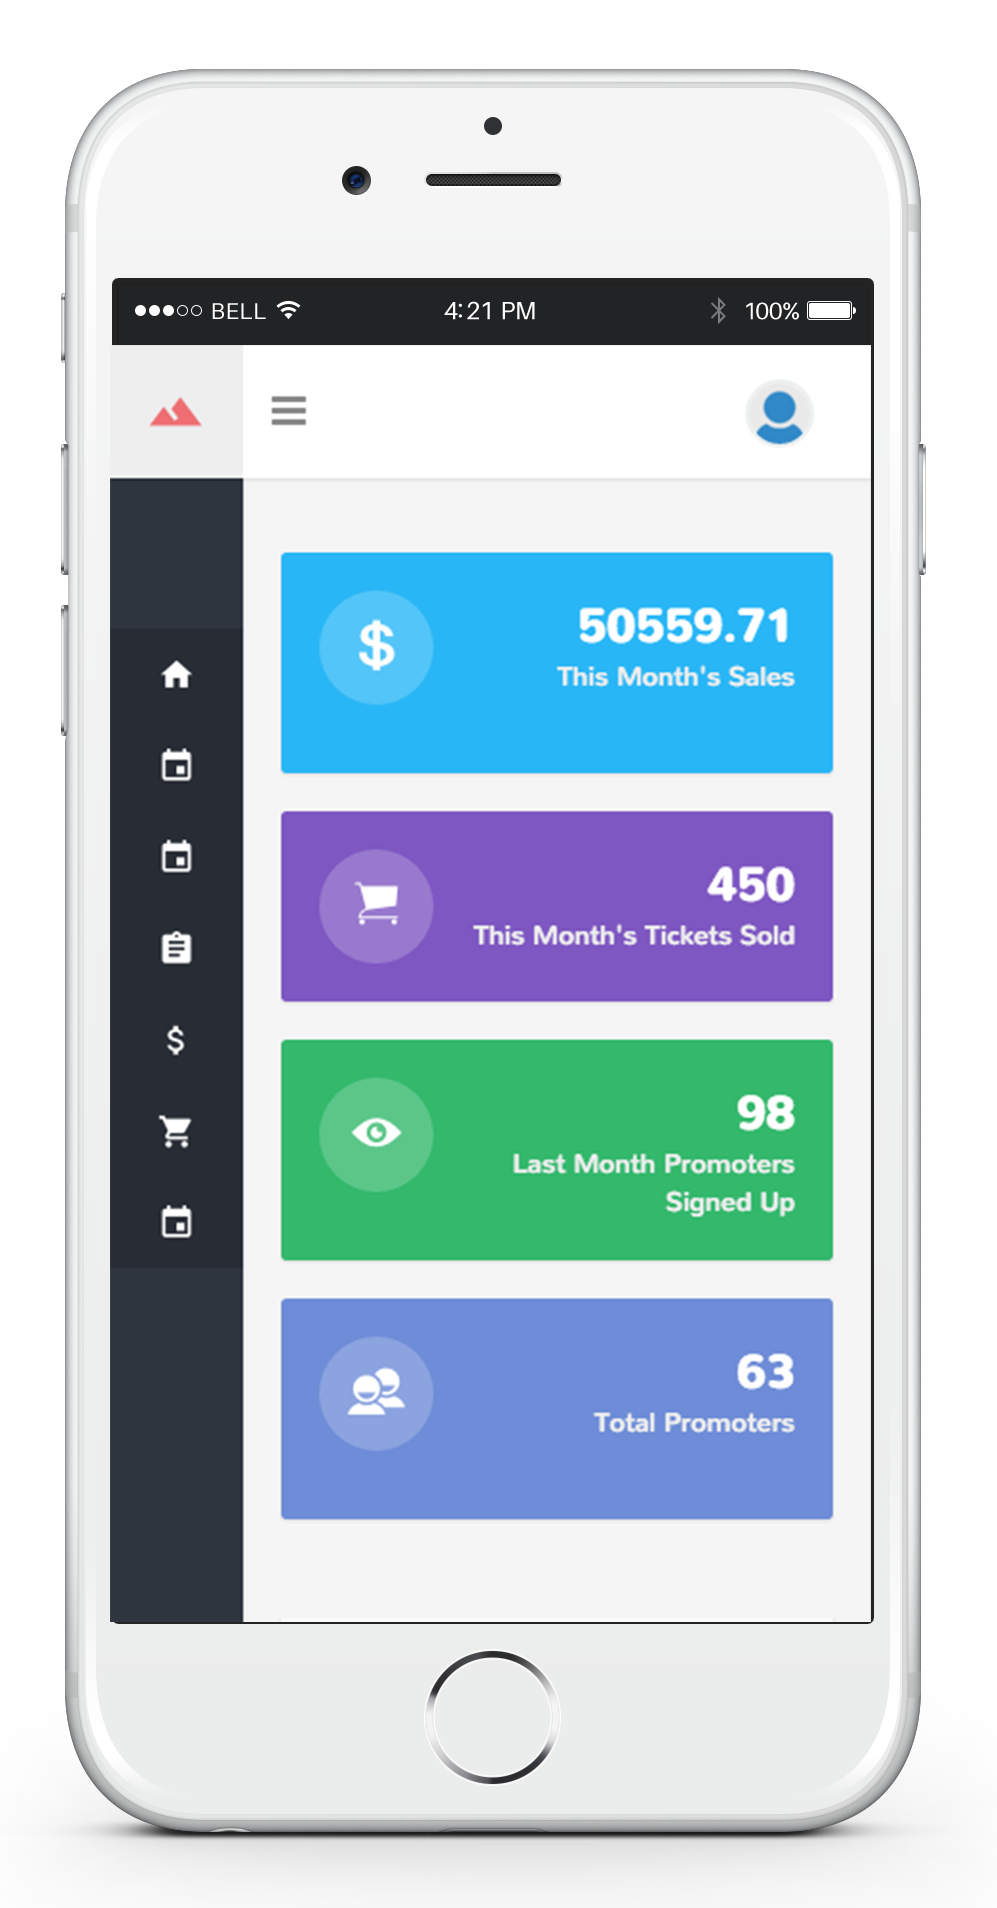 BELL 4:21 PM 100%
50559.71
This Month's Sales
450
This Month's Tickets Sold
98
Last Month Promoters
Signed Up
63
Total Promoters